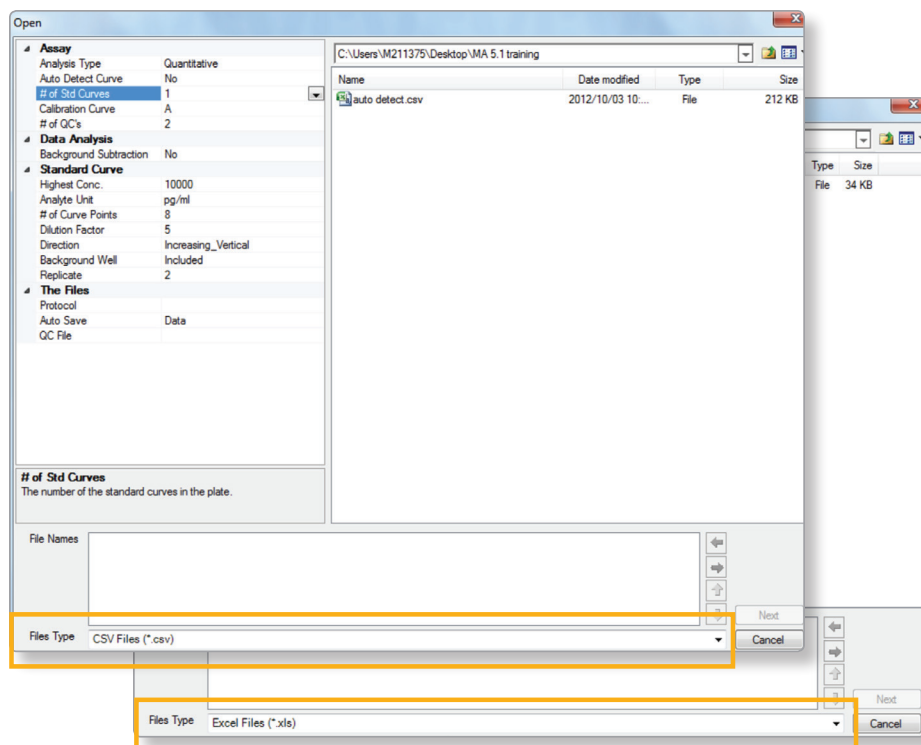 Open
Assay
Analysis Type Quantitative
Auto Detect Curve No
# of Std Curves 1
Calibration Curve A
# of QC's 2
Data Analysis
Background Subtraction No
Standard Curve
Highest Conc. 10000
Analyte Unit pg/ml
# of Curve Points 8
Dilution Factor 5
Direction Increasing_Vertical
Background Well Included
Replicate 2
The Files
Protocol
Auto Save Data
QC File
# of Std Curves
The number of the standard curves in the plate.
C:\Users\M211375\Desktop\MA 5.1 training
Name Date modified Type Size
auto detect.csv 2012/10/03 10:... File 212 KB
File Names
Next
Files Type CSV Files (*.csv) Cancel
Type Size
File 34 KB
Next
Files Type Excel Files (*.xls) Cancel